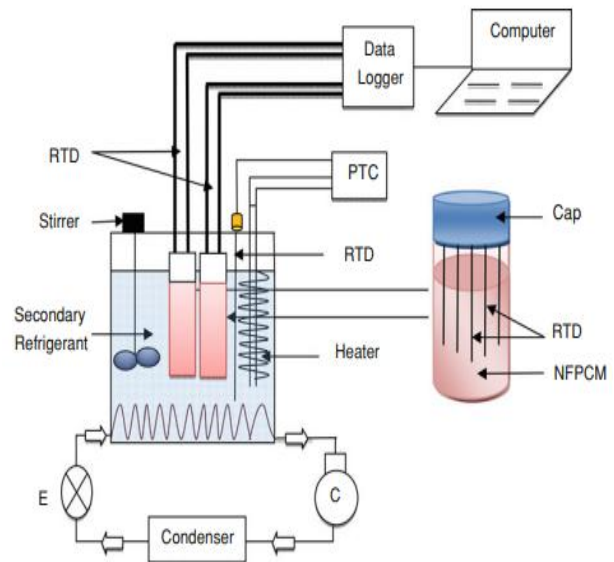 Computer
Data
Logger
RTD
PTC
Stirrer
Cap
RTD
Secondary
Refrigerant
Heater
RTD
NFPCM
E
C
Condenser